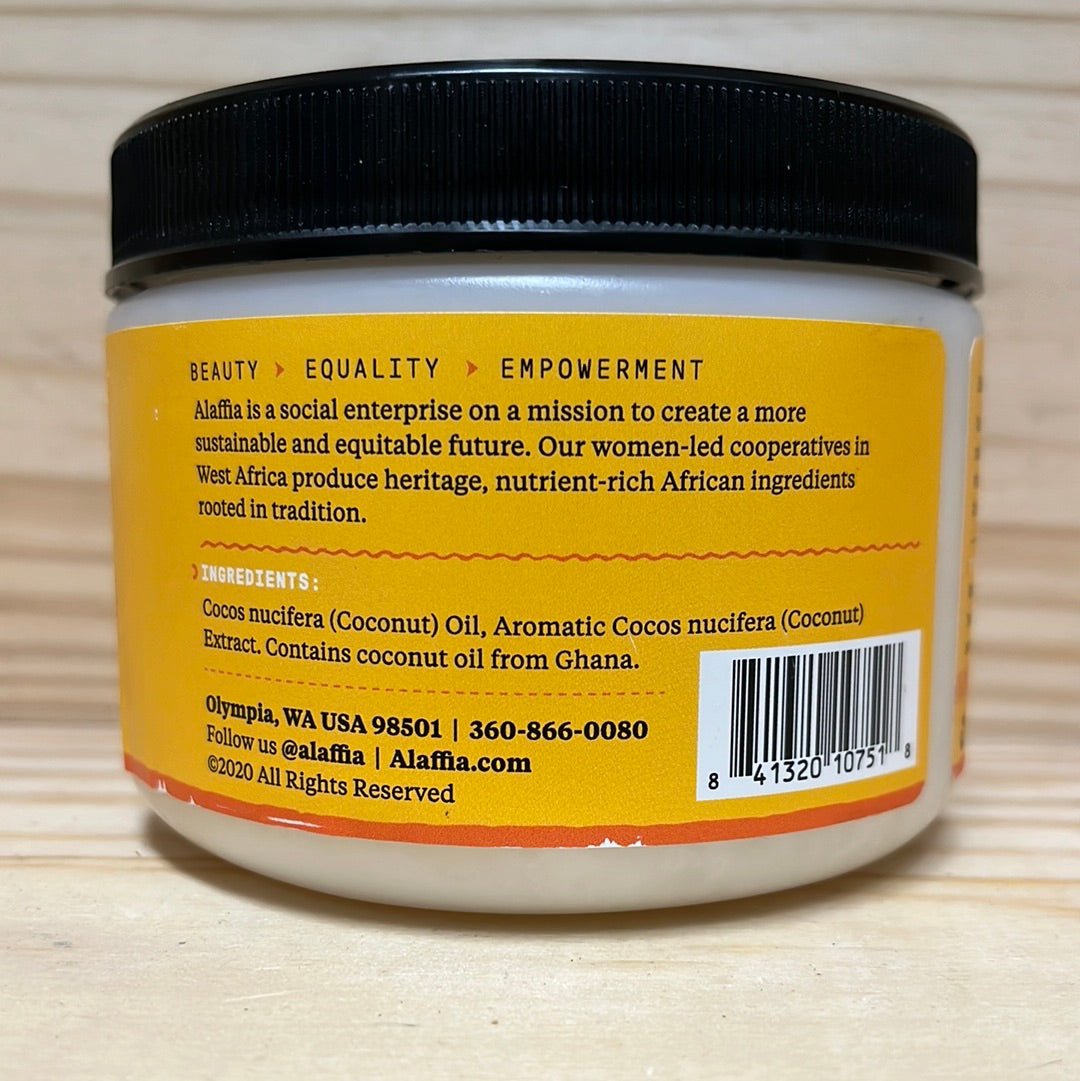 BEAUTY > EQUALITY > EMPOWERMENT
Alaffia is a social enterprise on a mission to create a more
sustainable and equitable future. Our women-led cooperatives in
West Africa produce heritage, nutrient-rich African ingredients
rooted in tradition.
INGREDIENTS:
Cocos nucifera (Coconut) Oil, Aromatic Cocos nucifera (Coconut)
Extract. Contains coconut oil from Ghana.
Olympia, WA USA 98501 | 360-866-0080
Follow us @alaffia | Alaffia.com
©2020 All Rights Reserved
8 41320 10751 8